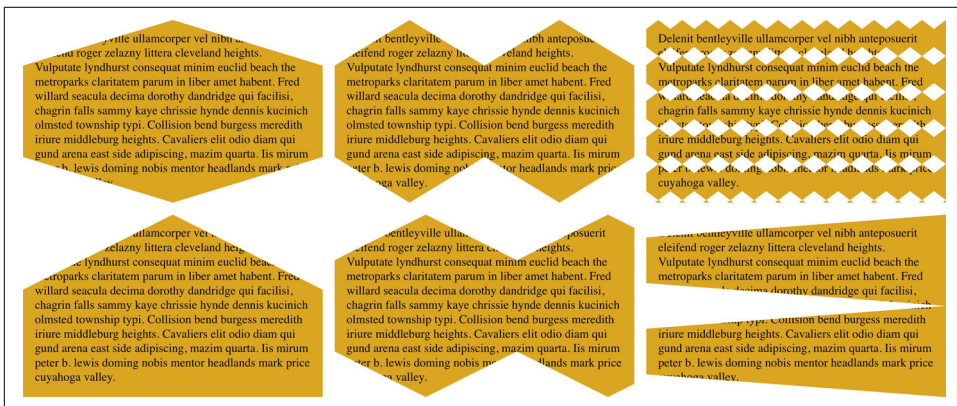 ullamcorper vel nibh
roger zelazny littera cleveland heights.
Vulputate lyndhurst consequat minim euclid beach the
metroparks claritatem parum in liber amet habent. Fred
willard seacula decima dorothy dandridge qui facilisi,
chagrin falls sammy kaye chrissie hynde dennis kucinich
olmsted township typi. Collision bend burgess meredith
iriure middleburg heights. Cavaliers elit odio diam qui
gund arena east side adipiscing, mazim quarta. Iis mirum
b. lewis doming nobis mentor headlands mark
bentleyville nibh anteposuerit
eleifend roger zelazny cleveland heights.
Vulputate lyndhurst consequat minim euclid beach the
metroparks claritatem parum in liber amet habent. Fred
willard seacula decima dorothy dandridge qui facilisi,
chagrin falls sammy kaye chrissie hynde dennis kucinich
olmsted township typi. Collision bend burgess meredith
iriure middleburg heights. Cavaliers elit odio diam qui
gund arena east side adipiscing, mazim quarta. Iis mirum
peter b. lewis doming nobis mentor headlands mark price
valley.
Delenit bentleyville ullamcorper vel nibh anteposuerit
Vulputate lyndhurst consequat minim euclid beach the
metroparks claritatem parum in liber amet habent. Fred
chagrin falls sammy kaye chrissie hynde dennis kucinich
iriure middleburg heights. Cavaliers elit odio diam qui
gund arena east side adipiscing, mazim quarta. Iis mirum
cuyahoga valley.
ullamcorper vel
zelazny littera cleveland
lyndhurst consequat minim euclid beach
metroparks claritatem parum in liber amet habent. Fred
willard seacula decima dorothy dandridge qui facilisi,
chagrin falls sammy kaye chrissie hynde dennis kucinich
olmsted township typi. Collision bend burgess meredith
iriure middleburg heights. Cavaliers elit odio diam qui
gund arena east side adipiscing, mazim quarta. Iis mirum
peter b. lewis doming nobis mentor headlands mark price
cuyahoga valley.
bentleyville ullamcorper
eleifend roger zelazny littera heights.
Vulputate lyndhurst consequat minim euclid beach the
metroparks claritatem parum in liber amet habent. Fred
willard seacula decima dorothy dandridge qui facilisi,
chagrin falls sammy kaye chrissie hynde dennis kucinich
olmsted township typi. Collision bend burgess meredith
iriure middleburg heights. Cavaliers elit odio diam qui
gund arena east side adipiscing, mazim quarta. Iis mirum
b. lewis doming nobis headlands mark price
valley.
bentleyville ullamcorper vel nibh anteposuerit
eleifend roger zelazny littera cleveland heights.
Vulputate lyndhurst consequat minim euclid beach the
metroparks claritatem parum in liber amet habent. Fred
decima dorothy dandridge qui facilisi,
typi. Collision bend burgess meredith
iriure middleburg heights. Cavaliers elit odio diam qui
gund arena east side adipiscing, mazim quarta. Iis mirum
peter b. lewis doming nobis mentor headlands mark price
cuyahoga valley.